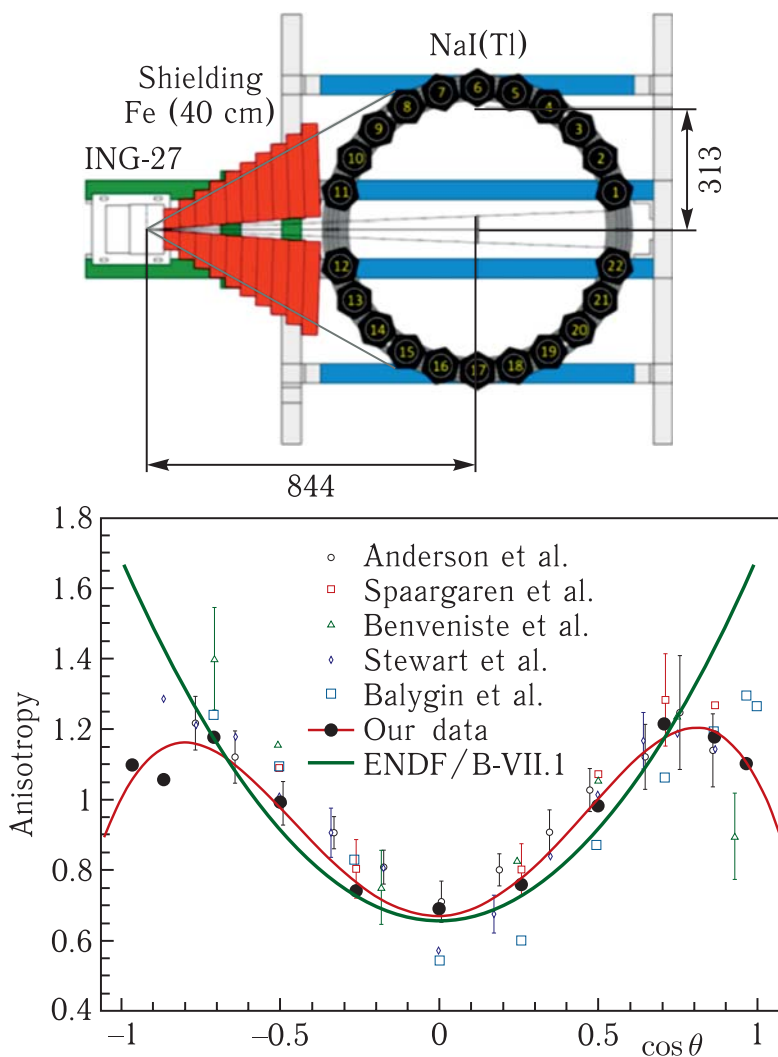 NaI(Tl)
Shielding
Fe (40 cm)
ING-27
6
7
5
8
4
9
3
10
2
11
1
12
22
13
21
14
20
15
19
16
18
17
313
844
1.8
1.6
1.4
1.2
1.0
0.8
0.6
0.4
Anisotropy
Anderson et al.
Spaargaren et al.
Benveniste et al.
Stewart et al.
Balygin et al.
Our data
ENDF/B-VII.1
−1
−0.5
0
0.5
1
cos θ